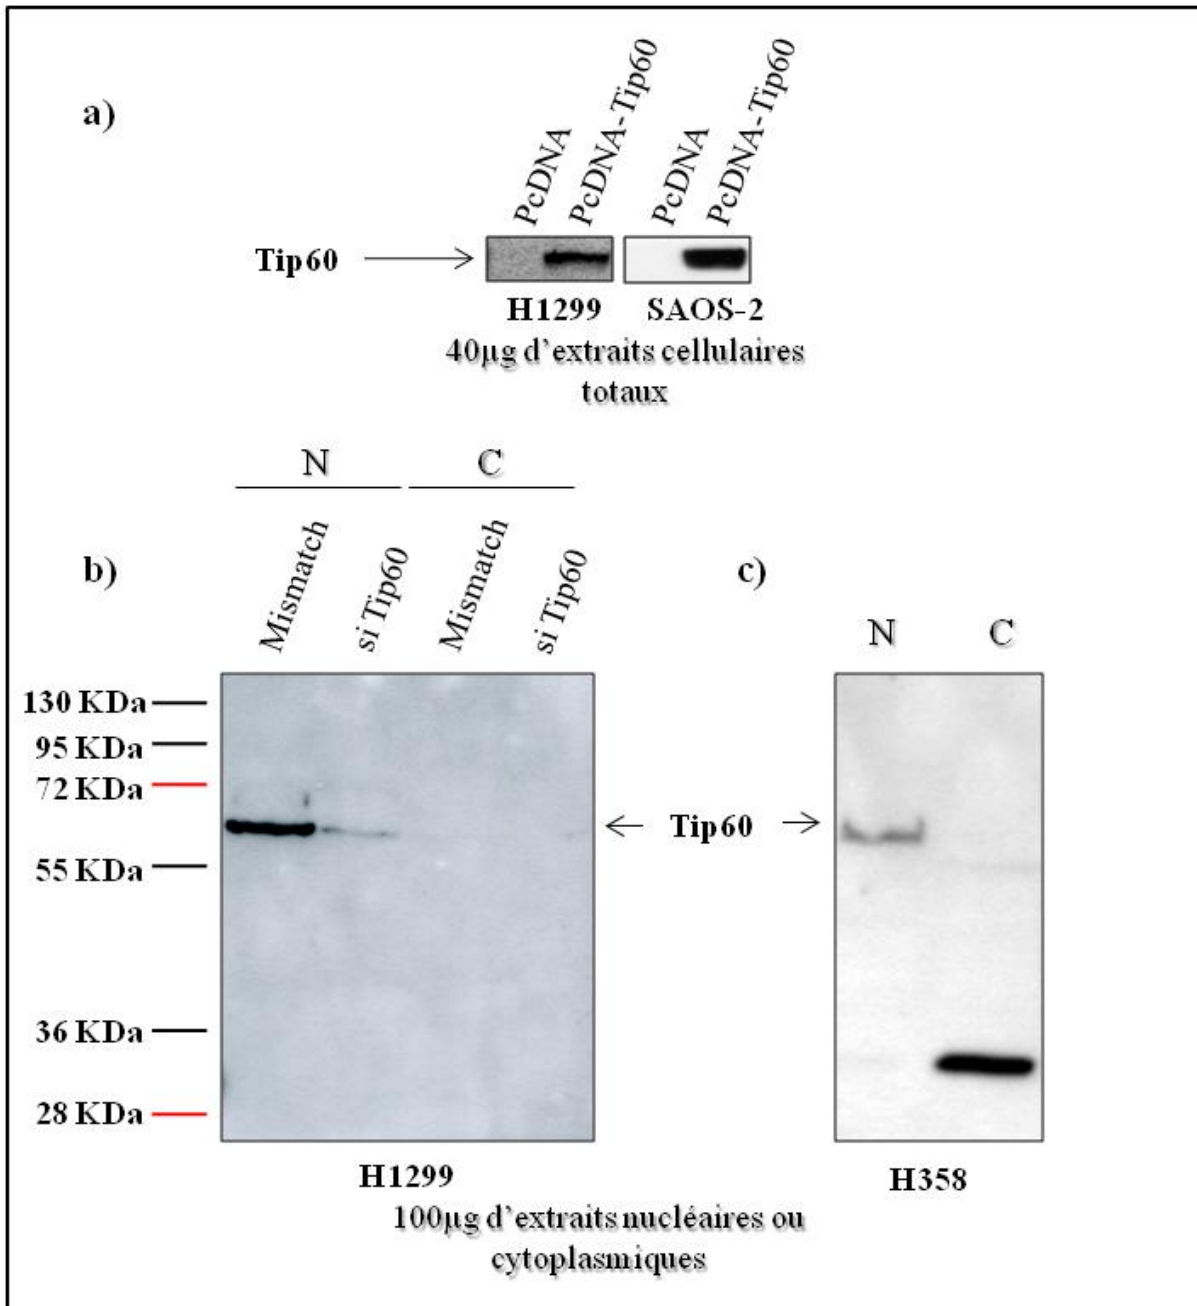 a)
PcDNA
PcDNA-Tip60
PcDNA
PcDNA-Tip60
Tip60
H1299
SAOS-2
40µg d’extraits cellulaires
totaux
N
C
b)
Mismatch
si Tip60
Mismatch
si Tip60
c)
N
C
130 KDa
95 KDa
72 KDa
55 KDa
36 KDa
28 KDa
Tip60
H1299
H358
100µg d’extraits nucléaires ou
cytoplasmiques